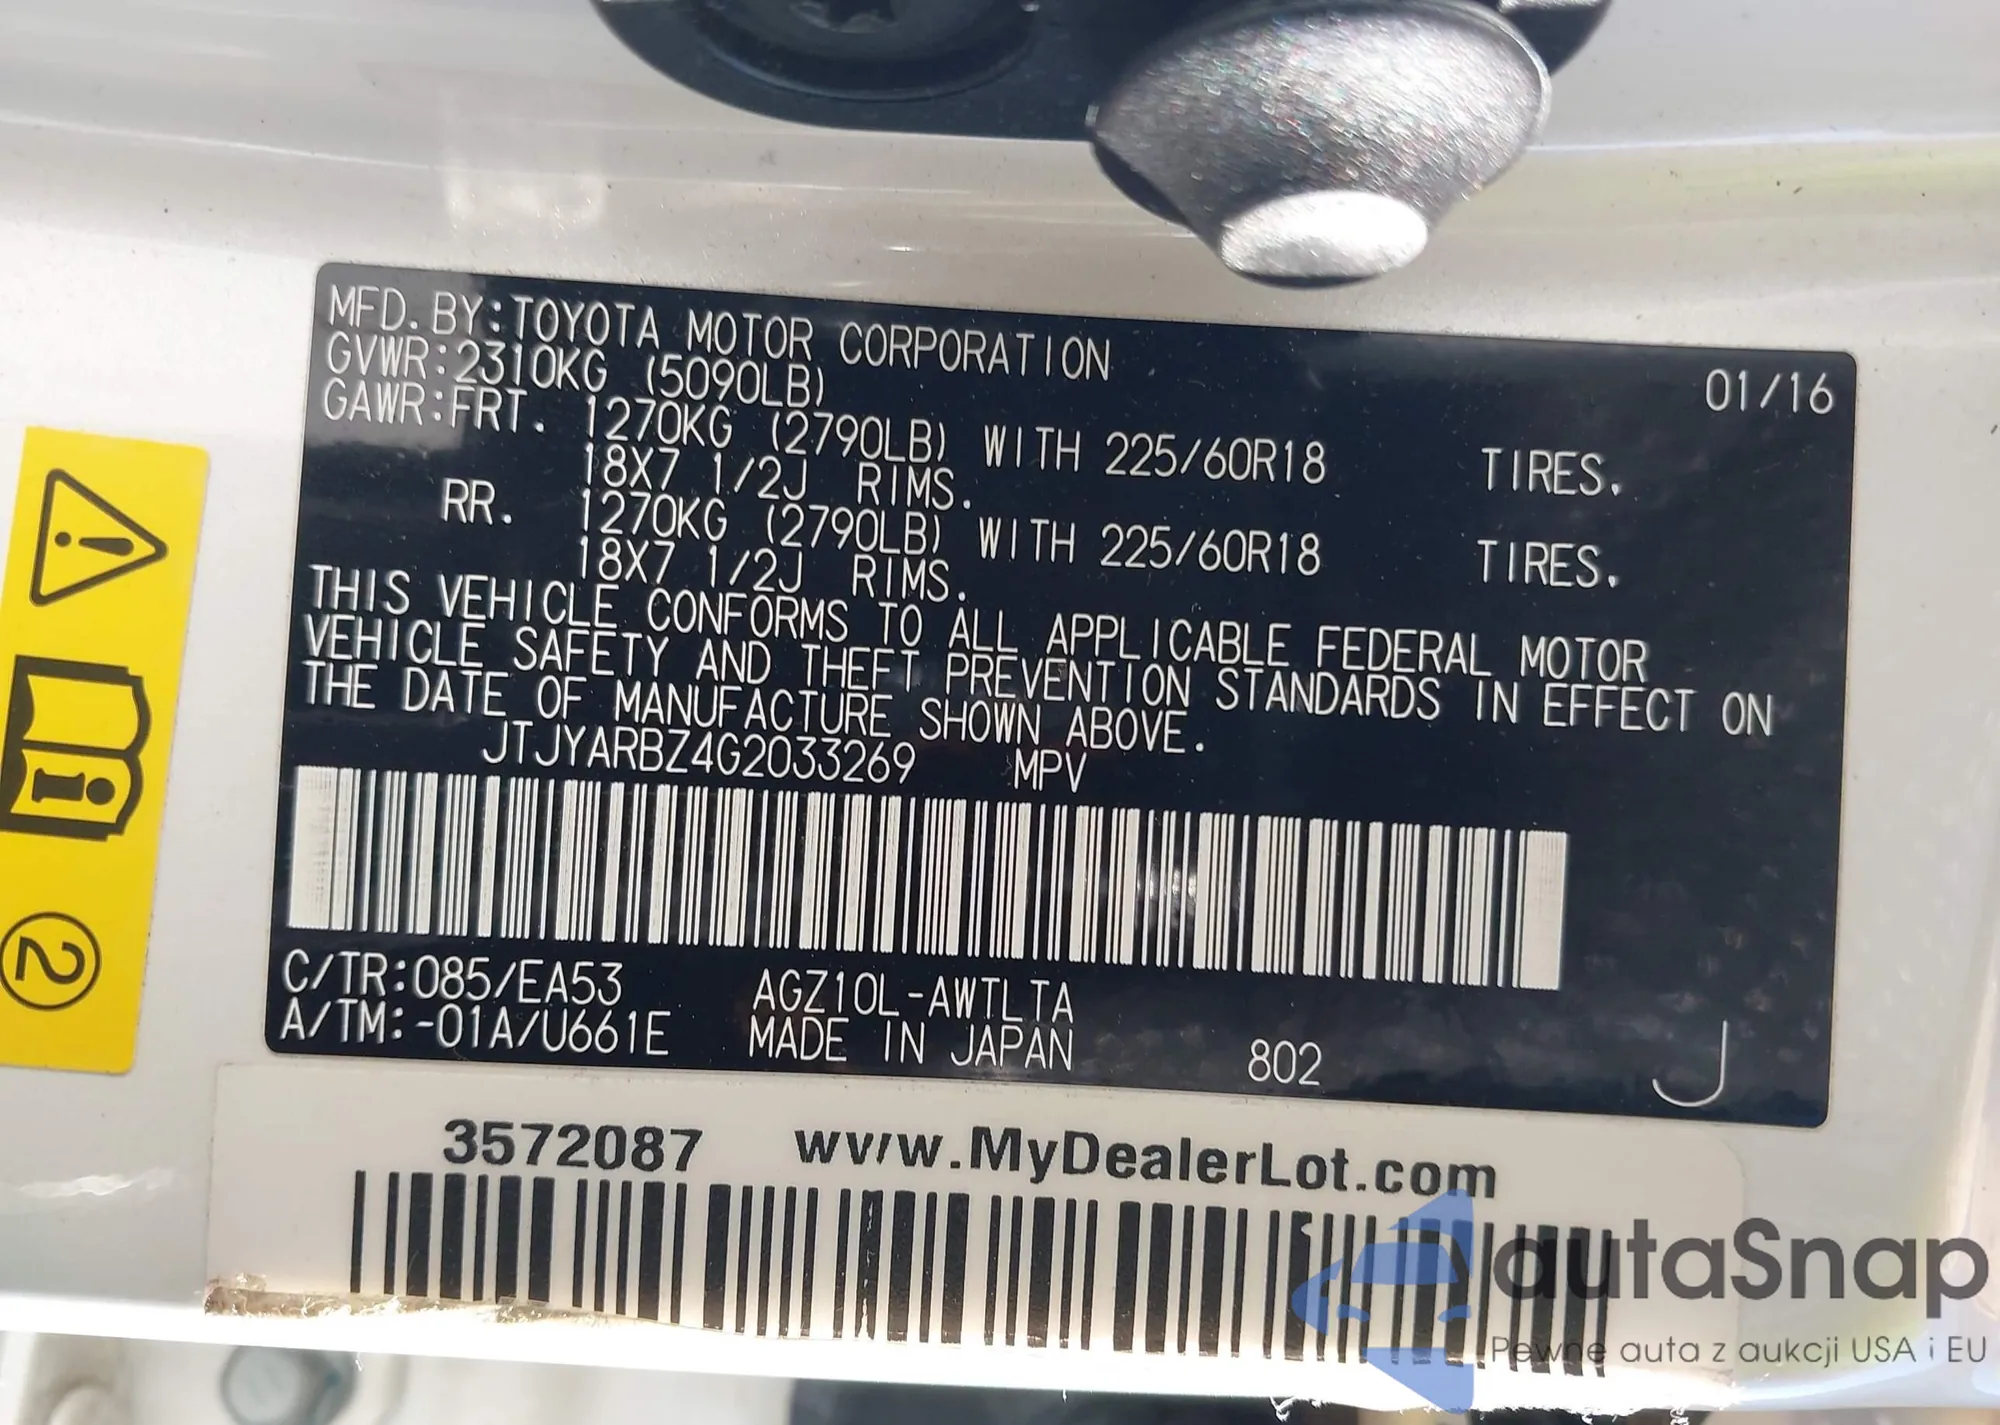 MFD. BY:TOYOTA MOTOR CORPORATION 01/16
GVWR:2310KG (5090LB)
GAWR:FRT. 1270KG (2790LB) WITH 225/60R18 TIRES.
18X7 1/2J RIMS.
RR. 1270KG (2790LB) WITH 225/60R18 TIRES.
18X7 1/2J RIMS.
THIS VEHICLE CONFORMS TO ALL APPLICABLE FEDERAL MOTOR
VEHICLE SAFETY AND THEFT PREVENTION STANDARDS IN EFFECT ON
THE DATE OF MANUFACTURE SHOWN ABOVE.
JTJYARBZ4G2033269 MPV
C/TR:085/EA53 AGZ10L-AWTLTA
A/TM:-01A/U661E MADE IN JAPAN 802 J
2
3572087 www.MyDealerLot.com
autaSnap
Pewne auta z aukcji USA i EU